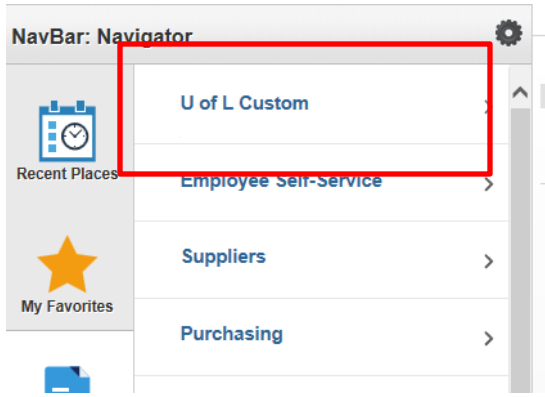 NavBar: Navigator
U of L Custom
Recent Places
Employee Self-Service
Suppliers
My Favorites
Purchasing